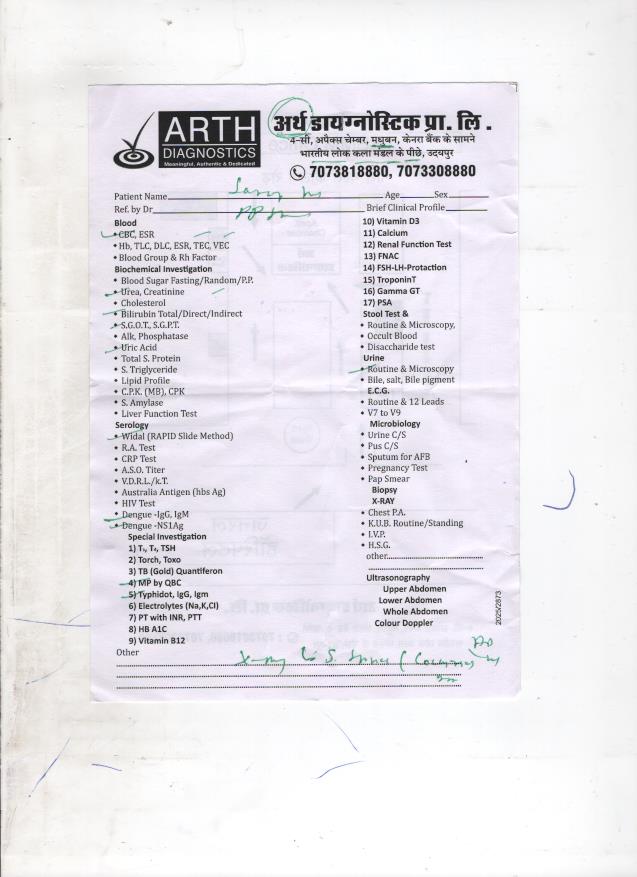 ARTH
DIAGNOSTICS
Meaningful, Authentic & Dedicated
अर्थ डायग्नोस्टिक प्रा. लि.
4-सी, अपैक्स चेम्बर, मधुबन, केनरा बैंक के सामने
भारतीय लोक कला मंडल के पीछे, उदयपुर
7073818880, 7073308880
Patient Name Age Sex
Ref. by Dr Brief Clinical Profile
Blood
CBC, ESR
Hb, TLC, DLC, ESR, TEC, VEC
Blood Group & Rh Factor
Biochemical Investigation
Blood Sugar Fasting/Random/P.P.
Urea, Creatinine
Cholesterol
Bilirubin Total/Direct/Indirect
S.G.O.T., S.G.P.T.
Alk, Phosphatase
Uric Acid
Total S. Protein
S. Triglyceride
Lipid Profile
C.P.K. (MB), CPK
S. Amylase
Liver Function Test
Serology
Widal (RAPID Slide Method)
R.A. Test
CRP Test
A.S.O. Titer
V.D.R.L./k.T.
Australia Antigen (hbs Ag)
HIV Test
Dengue -IgG, IgM
Dengue -NS1Ag
Special Investigation
1) T₃, T₄, TSH
2) Torch, Toxo
3) TB (Gold) Quantiferon
4) MP by QBC
5) Typhidot, IgG, Igm
6) Electrolytes (Na,K,Cl)
7) PT with INR, PTT
8) HB A1C
9) Vitamin B12
10) Vitamin D3
11) Calcium
12) Renal Function Test
13) FNAC
14) FSH-LH-Protaction
15) TroponinT
16) Gamma GT
17) PSA
Stool Test &
Routine & Microscopy,
Occult Blood
Disaccharide test
Urine
Routine & Microscopy
Bile, salt, Bile pigment
E.C.G.
Routine & 12 Leads
V7 to V9
Microbiology
Urine C/S
Pus C/S
Sputum for AFB
Pregnancy Test
Pap Smear
Biopsy
X-RAY
Chest P.A.
K.U.B. Routine/Standing
I.V.P.
H.S.G.
other
Ultrasonography
Upper Abdomen
Lower Abdomen
Whole Abdomen
Colour Doppler
2025/2873
Other
X-ray